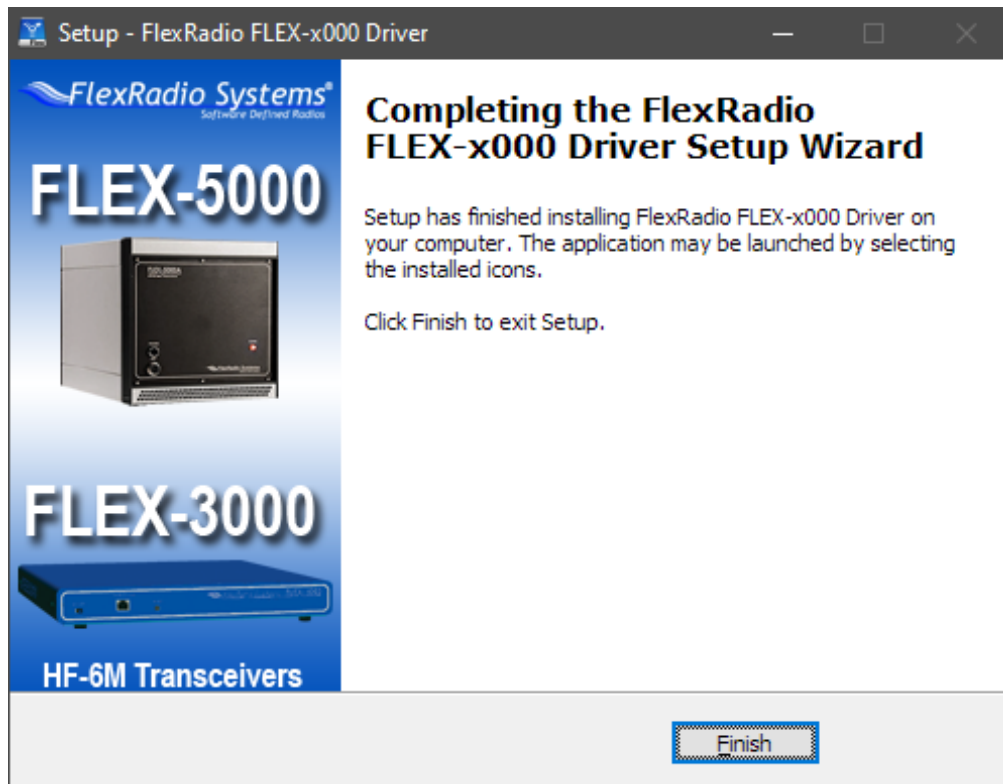 Setup - FlexRadio FLEX-x000 Driver
FlexRadio Systems®
Software Defined Radios
FLEX-5000
FLEX-3000
HF-6M Transceivers
Completing the FlexRadio
FLEX-x000 Driver Setup Wizard
Setup has finished installing FlexRadio FLEX-x000 Driver on
your computer. The application may be launched by selecting
the installed icons.
Click Finish to exit Setup.
Finish